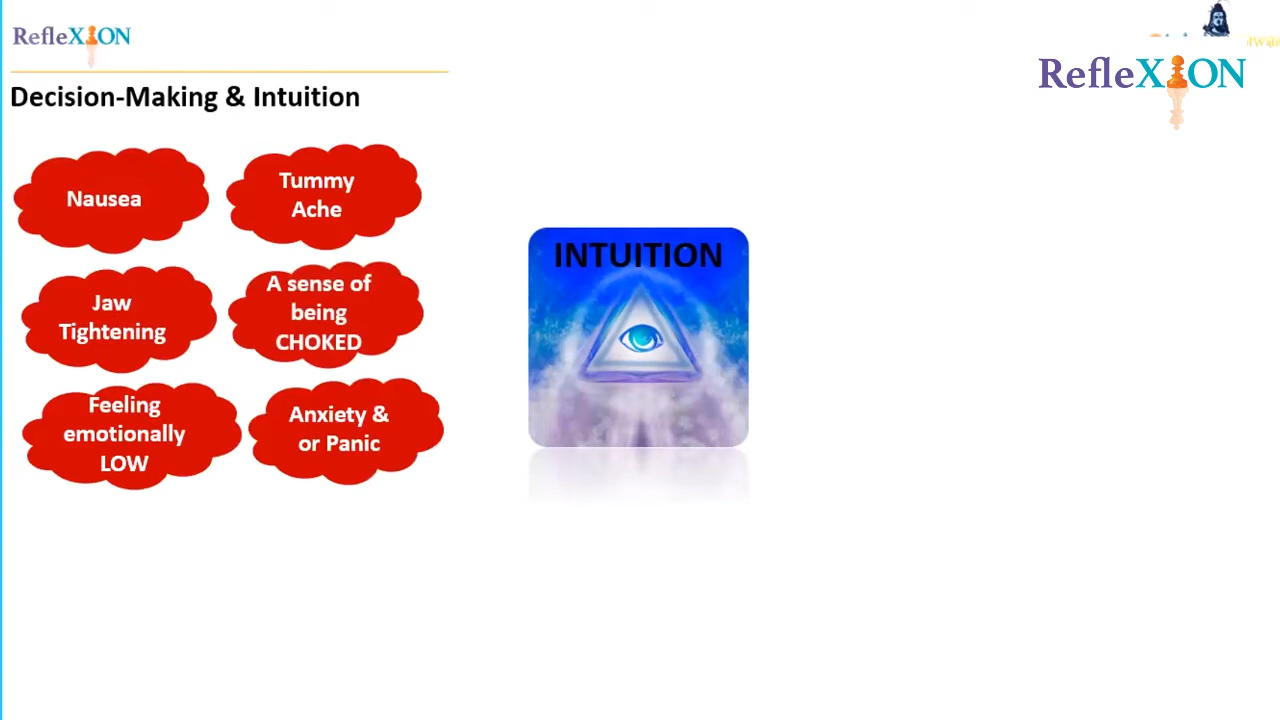 RefleXION
RefleXION
Decision-Making & Intuition
Nausea
Tummy
Ache
Jaw
Tightening
A sense of
being
CHOKED
Feeling
emotionally
LOW
Anxiety &
or Panic
INTUITION